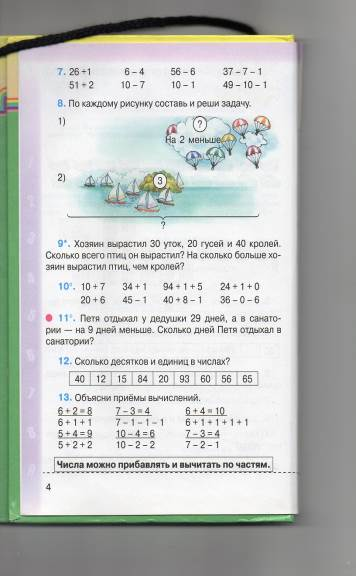 7. 26 +1 6 – 4 56 – 6 37 – 7 – 1
51 + 2 10 – 7 10 – 1 49 – 10 – 1
8. По каждому рисунку составь и реши задачу.
1)
?
На 2 меньше
2)
3
?
9*. Хозяин вырастил 30 уток, 20 гусей и 40 кролей.
Сколько всего птиц он вырастил? На сколько больше хо-
зяин вырастил птиц, чем кролей?
10°. 10 + 7 34 + 1 94 + 1 + 5 24 + 1 + 0
20 + 6 45 – 1 40 + 8 – 1 36 – 0 – 6
11°. Петя отдыхал у дедушки 29 дней, а в санато-
рии — на 9 дней меньше. Сколько дней Петя отдыхал в
санатории?
12. Сколько десятков и единиц в числах?
40 12 15 84 20 93 60 56 65
13. Объясни приёмы вычислений.
6 + 2 = 8 7 – 3 = 4 6 + 4 = 10
6 + 1 + 1 7 – 1 – 1 – 1 6 + 1 + 1 + 1 + 1
5 + 4 = 9 10 – 4 = 6 7 – 3 = 4
5 + 2 + 2 10 – 2 – 2 7 – 2 – 1
Числа можно прибавлять и вычитать по частям.
4